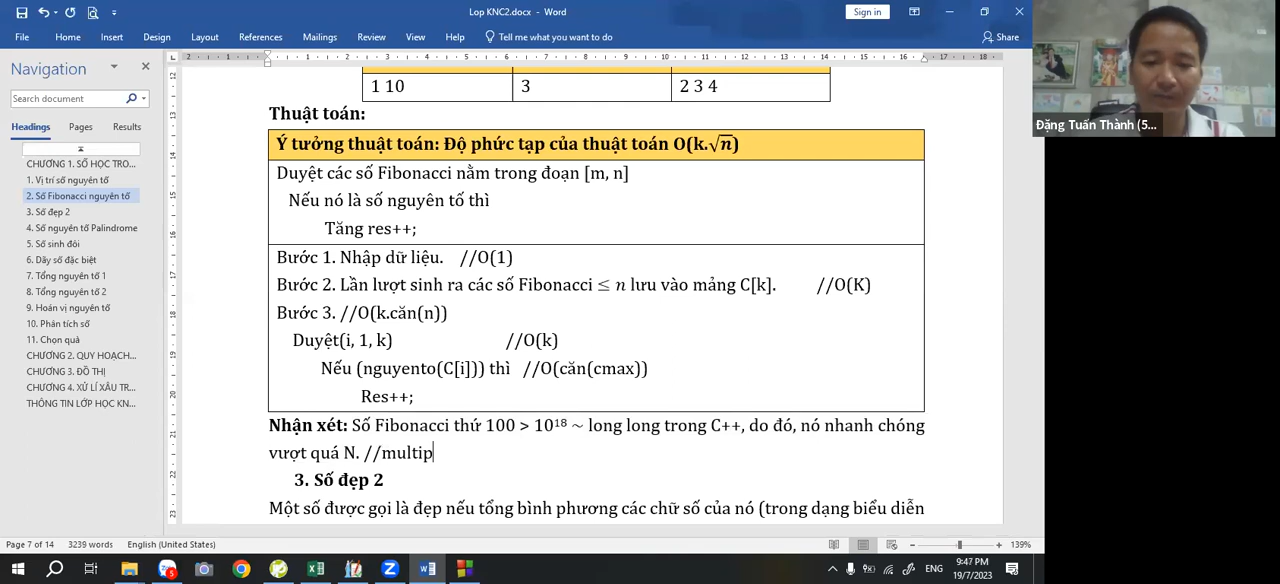 Lop KNC2.docx - Word
Sign in
File Home Insert Design Layout References Mailings Review View Help Tell me what you want to do Share
Navigation
Search document
Headings Pages Results
CHƯƠNG 1. SỐ HỌC TRO...
1. Vị trí số nguyên tố
2. Số Fibonacci nguyên tố
3. Số đẹp 2
4. Số nguyên tố Palindrome
5. Số sinh đôi
6. Dãy số đặc biệt
7. Tổng nguyên tố 1
8. Tổng nguyên tố 2
9. Hoán vị nguyên tố
10. Phân tích số
11. Chọn quà
CHƯƠNG 2. QUY HOẠCH...
CHƯƠNG 3. ĐỒ THỊ
CHƯƠNG 4. XỬ LÍ XÂU TR...
THÔNG TIN LỚP HỌC KN...
1 10 3 2 3 4
Thuật toán:
Ý tưởng thuật toán: Độ phức tạp của thuật toán O(k.√n)
Duyệt các số Fibonacci nằm trong đoạn [m, n]
Nếu nó là số nguyên tố thì
Tăng res++;
Bước 1. Nhập dữ liệu. //O(1)
Bước 2. Lần lượt sinh ra các số Fibonacci ≤ n lưu vào mảng C[k]. //O(K)
Bước 3. //O(k.căn(n))
Duyệt(i, 1, k) //O(k)
Nếu (nguyento(C[i])) thì //O(căn(cmax))
Res++;
Nhận xét: Số Fibonacci thứ 100 > 10¹⁸ ~ long long trong C++, do đó, nó nhanh chóng
vượt quá N. //multip
3. Số đẹp 2
Một số được gọi là đẹp nếu tổng bình phương các chữ số của nó (trong dạng biểu diễn
Đặng Tuấn Thành (5...
Page 7 of 14 3239 words English (United States) 139%
5
ENG
9:47 PM
19/7/2023